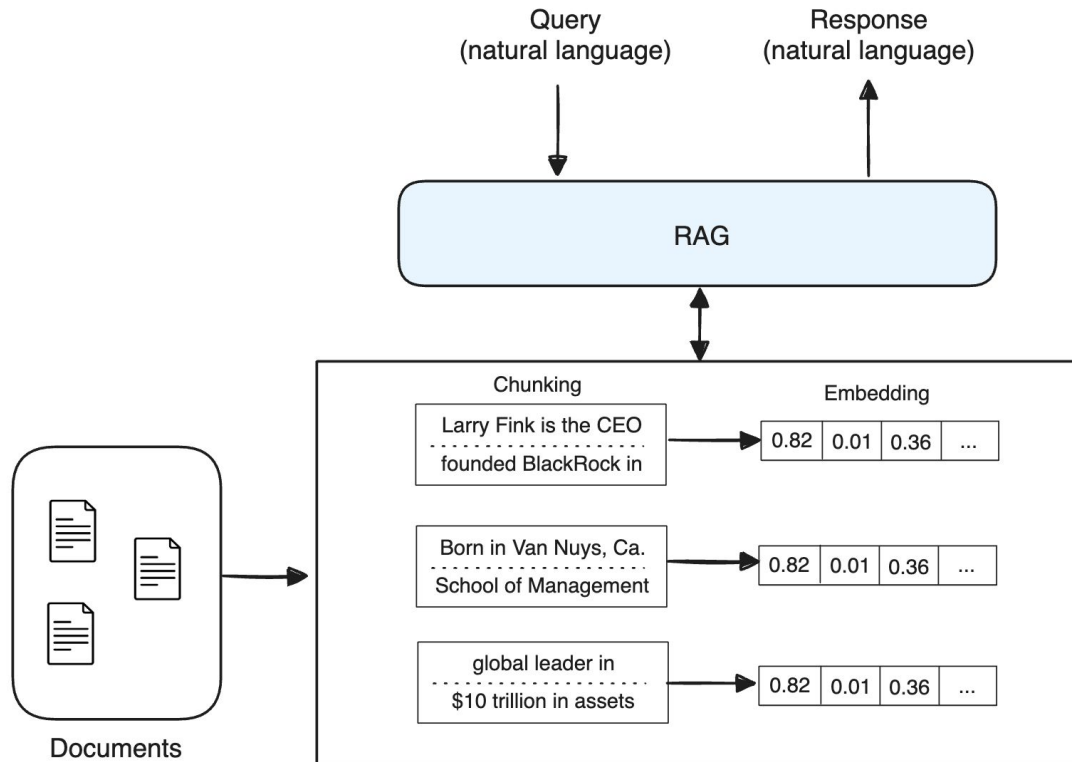 Query
(natural language)
Response
(natural language)
RAG
Chunking
Embedding
Larry Fink is the CEO
founded BlackRock in
0.82 0.01 0.36 ...
Born in Van Nuys, Ca.
School of Management
0.82 0.01 0.36 ...
global leader in
$10 trillion in assets
0.82 0.01 0.36 ...
Documents